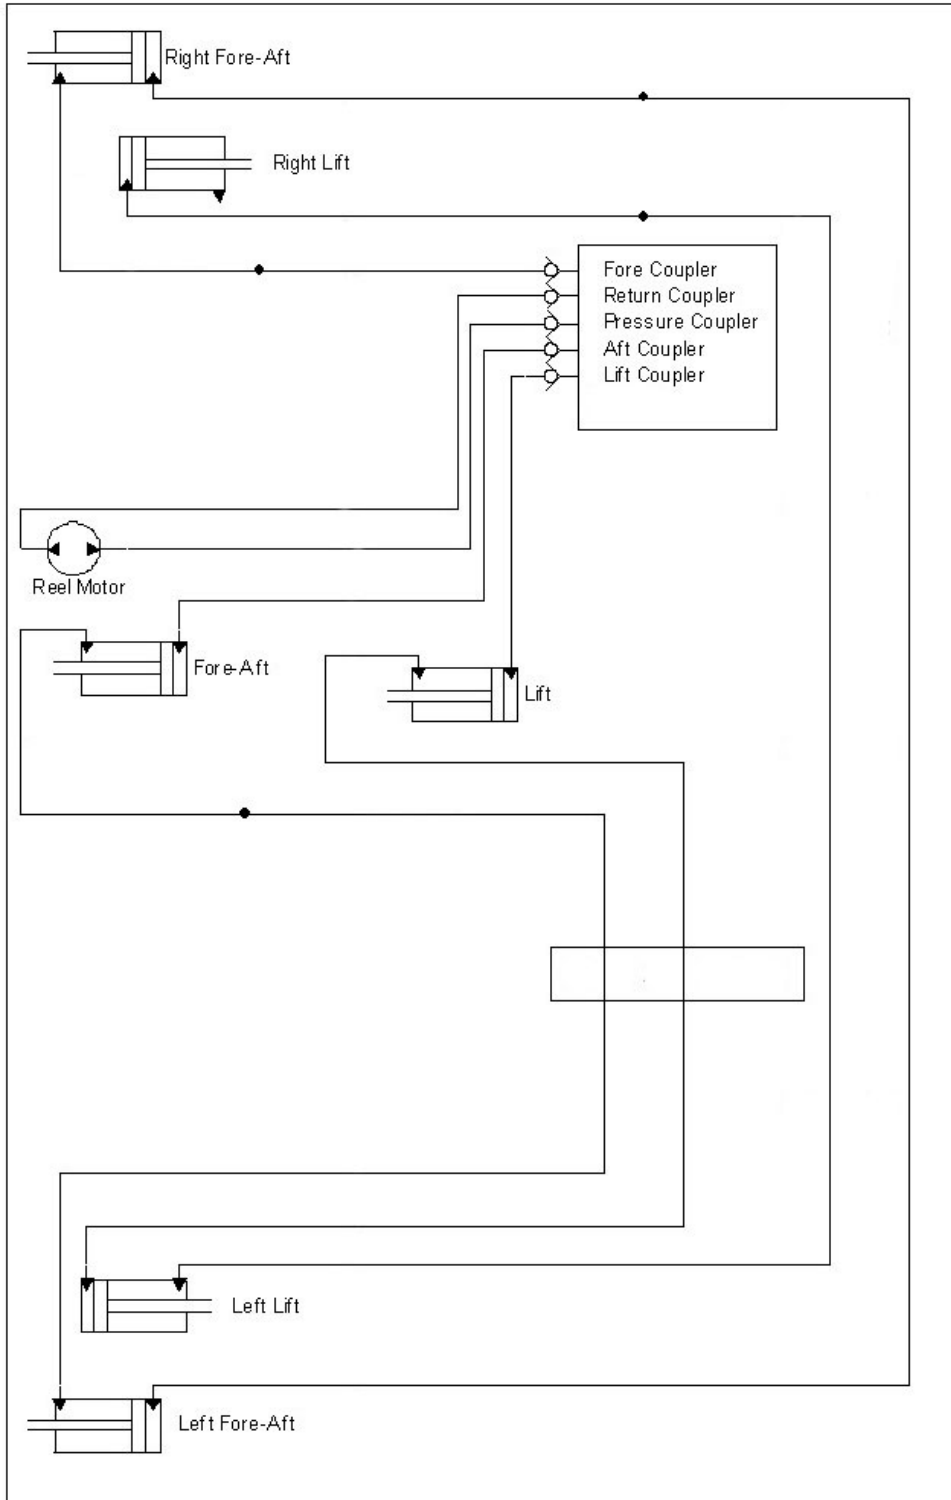 Right Fore-Aft
Right Lift
Fore Coupler
Return Coupler
Pressure Coupler
Aft Coupler
Lift Coupler
Reel Motor
Fore-Aft
Lift
Left Lift
Left Fore-Aft